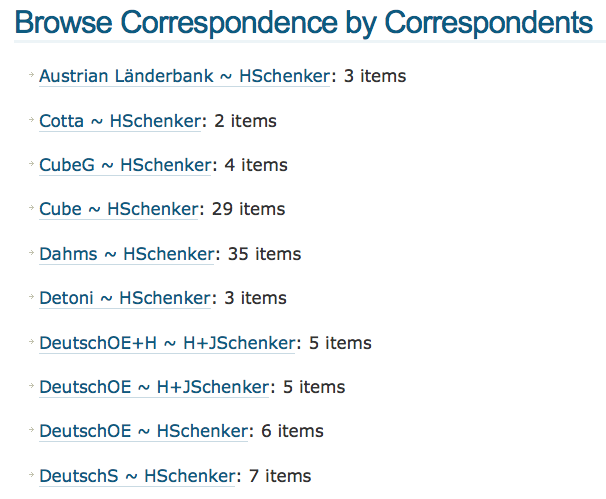 Browse Correspondence by Correspondents
Austrian Länderbank ~ HSchenker: 3 items
Cotta ~ HSchenker: 2 items
CubeG ~ HSchenker: 4 items
Cube ~ HSchenker: 29 items
Dahms ~ HSchenker: 35 items
Detoni ~ HSchenker: 3 items
DeutschOE+H ~ H+JSchenker: 5 items
DeutschOE ~ H+JSchenker: 5 items
DeutschOE ~ HSchenker: 6 items
DeutschS ~ HSchenker: 7 items